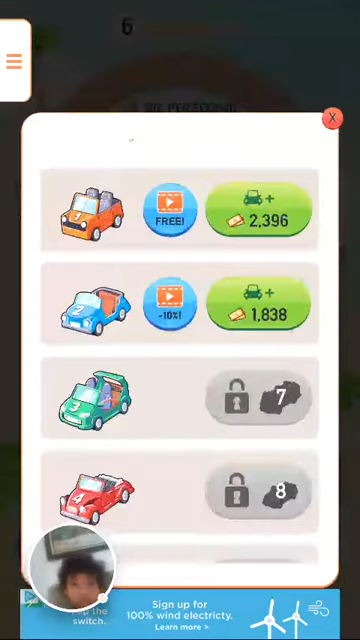 6
X
1
FREE!
+
2,396
2
-10%!
+
1,838
3
7
4
8
the
switch.
Sign up for
100% wind electricty.
Learn more >